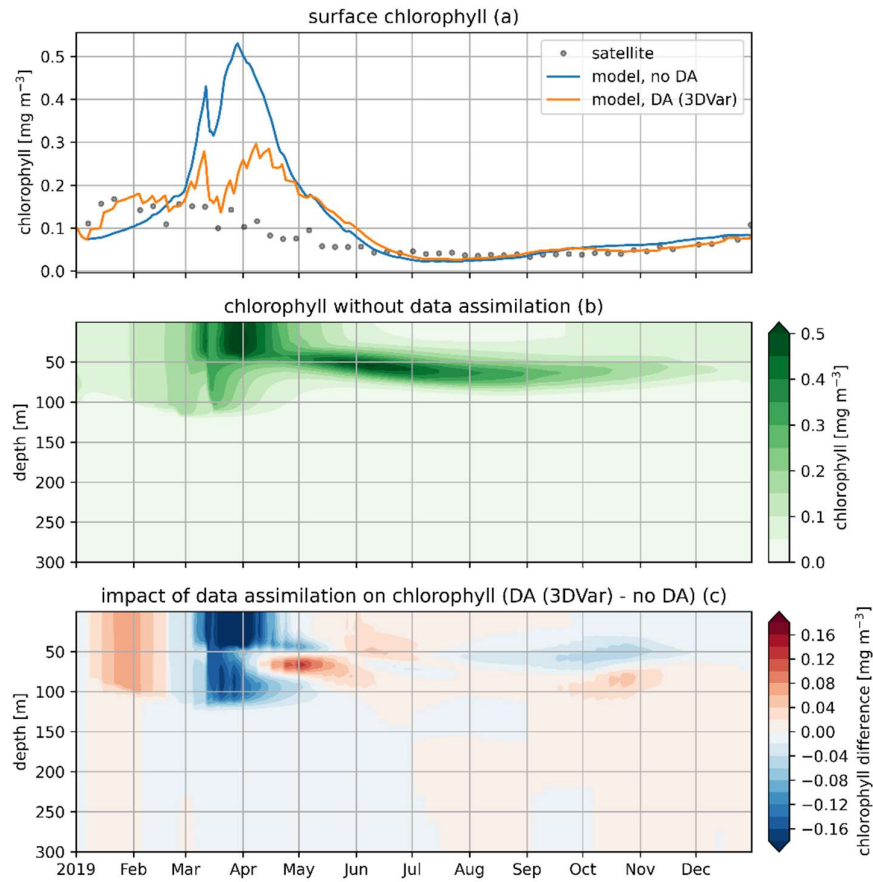 surface chlorophyll (a)
chlorophyll [mg m⁻³]
0.5
0.4
0.3
0.2
0.1
0.0
satellite
model, no DA
model, DA (3DVar)
chlorophyll without data assimilation (b)
depth [m]
50
100
150
200
250
300
0.5
0.4
0.3
0.2
0.1
0.0
chlorophyll [mg m⁻³]
impact of data assimilation on chlorophyll (DA (3DVar) - no DA) (c)
depth [m]
50
100
150
200
250
300
2019 Feb Mar Apr May Jun Jul Aug Sep Oct Nov Dec
0.16
0.12
0.08
0.04
0.00
−0.04
−0.08
−0.12
−0.16
chlorophyll difference [mg m⁻³]